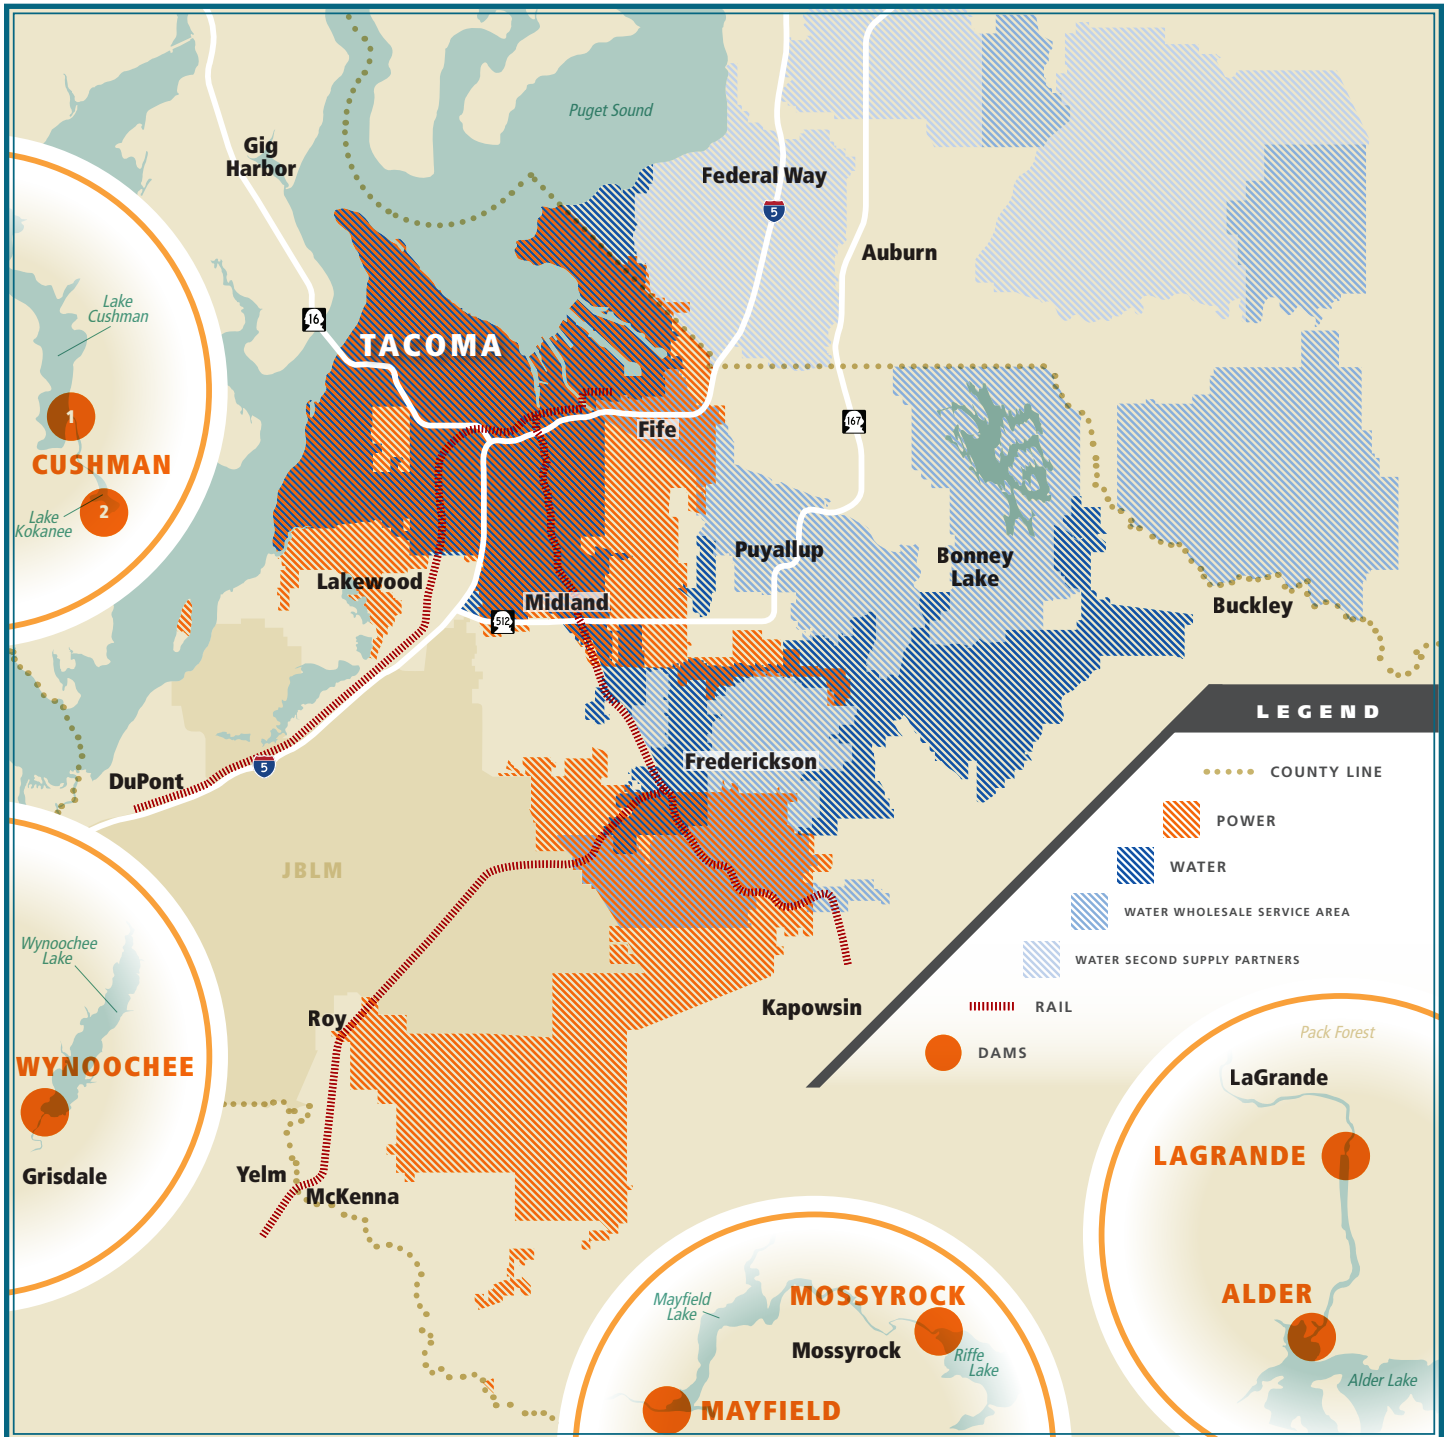 Puget Sound
Gig
Harbor
Federal Way
5
Auburn
Lake
Cushman
16
TACOMA
1
CUSHMAN
167
Fife
2
Lake
Kokanee
Puyallup
Bonney
Lake
Lakewood
Midland
512
Buckley
LEGEND
COUNTY LINE
POWER
WATER
WATER WHOLESALE SERVICE AREA
WATER SECOND SUPPLY PARTNERS
RAIL
DAMS
Frederickson
5
DuPont
JBLM
Wynoochee
Lake
Roy
Kapowsin
WYNOOCHEE
Grisdale
Yelm
McKenna
Pack Forest
LaGrande
LAGRANDE
ALDER
Alder Lake
Mayfield
Lake
MOSSYROCK
Mossyrock
Riffe
Lake
MAYFIELD